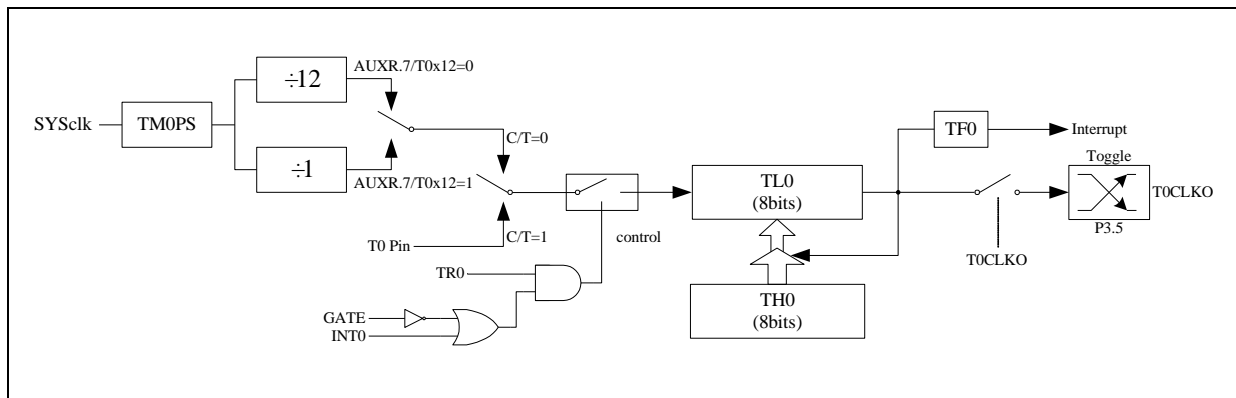 ÷12
AUXR.7/T0x12=0
SYSclk
TM0PS
C/T=0
÷1
AUXR.7/T0x12=1
T0 Pin
C/T=1
control
TR0
GATE
INT0
TL0
(8bits)
TH0
(8bits)
TF0
Interrupt
Toggle
T0CLKO
P3.5
T0CLKO